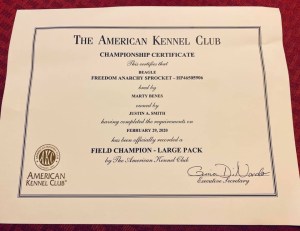 THE AMERICAN KENNEL CLUB
CHAMPIONSHIP CERTIFICATE
This certifies that
BEAGLE
FREEDOM ANARCHY SPROCKET - HP46505906
bred by
MARTY BENES
owned by
JUSTIN A. SMITH
having completed the requirements on
FEBRUARY 29, 2020
has been officially recorded a
FIELD CHAMPION - LARGE PACK
by The American Kennel Club
AKC
AMERICAN
KENNEL CLUB®
Executive Secretary